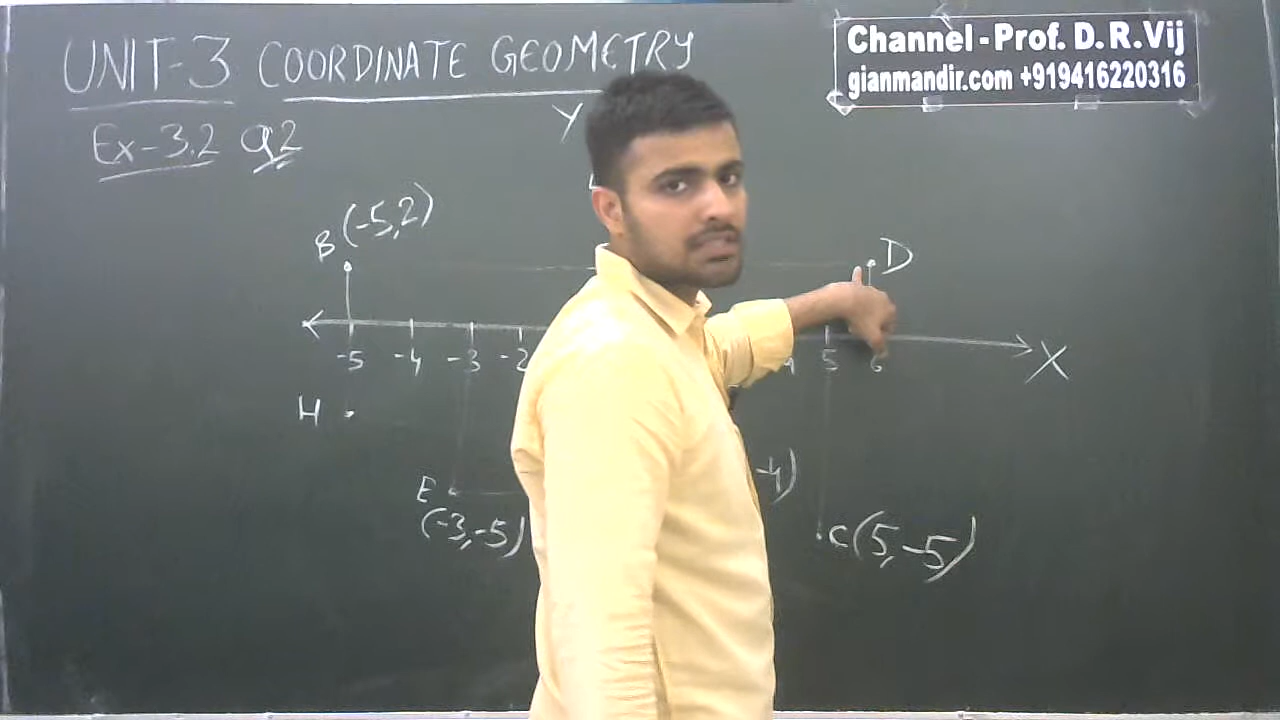 UNIT-3 COORDINATE GEOMETRY
Channel - Prof. D. R. Vij
gianmandir.com +919416220316
Ex-3.2 Q2
Y
B (-5,2)
D
-5 -4 -3 -2 5 6
X
H
E
(-3,-5)
-4)
C(5,-5)